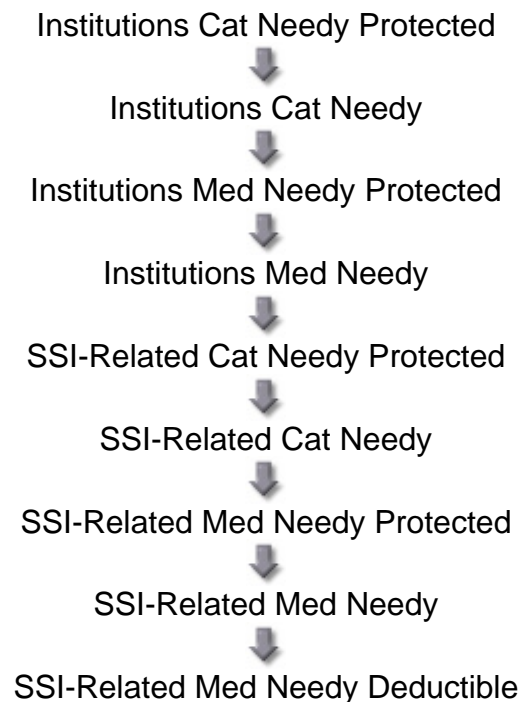 Institutions Cat Needy Protected
Institutions Cat Needy
Institutions Med Needy Protected
Institutions Med Needy
SSI-Related Cat Needy Protected
SSI-Related Cat Needy
SSI-Related Med Needy Protected
SSI-Related Med Needy
SSI-Related Med Needy Deductible